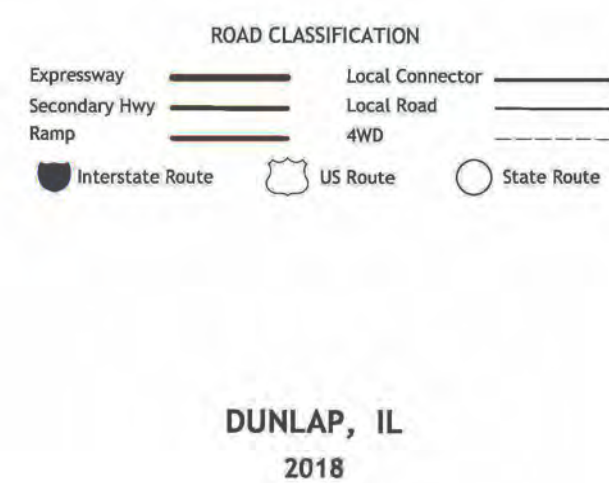 ROAD CLASSIFICATION
Expressway
Local Connector
Secondary Hwy
Local Road
Ramp
4WD
Interstate Route
US Route
State Route
DUNLAP, IL
2018